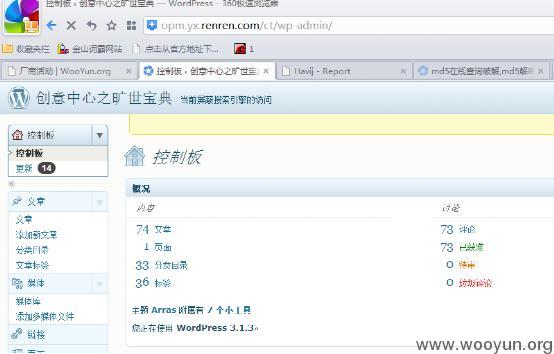 控制板 ‹ 创意中心之旷世宝典 — WordPress - 360极速浏览器
opm.yx.renren.com/ct/wp-admin/
收藏夹栏 金山词霸网站 点击从官方地址下... 1
厂商活动 | WooYun.org
控制板 ‹ 创意中心之旷世宝
Havij - Report
md5在线查询破解,md5解
创意中心之旷世宝典 当前屏蔽搜索引擎的访问
控制板
控制板
更新 14
文章
文章
添加新文章
分类目录
文章标签
媒体
媒体库
添加多媒体文件
链接
控制板
概况
内容
74 文章
1 页面
33 分类目录
36 标签
讨论
73 评论
73 已获准
0 待审
0 垃圾评论
主题 Arras 附属有 7 个小工具
您正在使用 WordPress 3.1.3。
www.wooyun.org